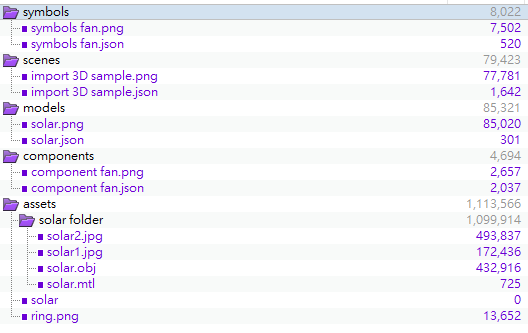 symbols 8,022
symbols fan.png 7,502
symbols fan.json 520
scenes 79,423
import 3D sample.png 77,781
import 3D sample.json 1,642
models 85,321
solar.png 85,020
solar.json 301
components 4,694
component fan.png 2,657
component fan.json 2,037
assets 1,113,566
solar folder 1,099,914
solar2.jpg 493,837
solar1.jpg 172,436
solar.obj 432,916
solar.mtl 725
solar 0
ring.png 13,652